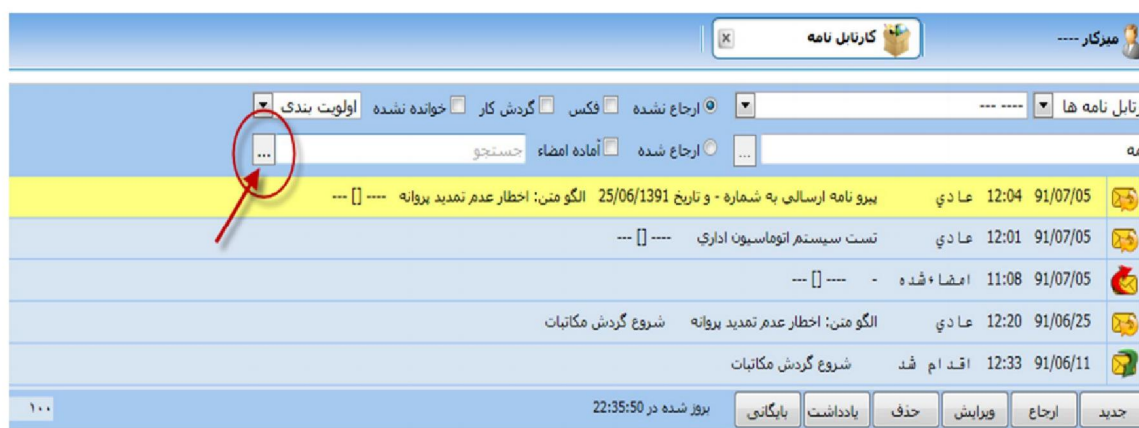 میزکار ---- کارتابل نامه
رتابل نامه ها ---- --- ارجاع نشده فکس گردش کار خوانده نشده اولویت بندی
مه ... ارجاع شده آماده امضاء جستجو ...
91/07/05 12:04 عادي پیرو نامه ارسالی به شماره - و تاریخ 25/06/1391 الگو متن: اخطار عدم تمدید پروانه ---- [] ---
91/07/05 12:01 عادي تست سیستم اتوماسیون اداري ---- [] ---
91/07/05 11:08 امضاءشده - ---- [] ---
91/06/25 12:20 عادي الگو متن: اخطار عدم تمدید پروانه شروع گردش مکاتبات
91/06/11 12:33 اقدام شد شروع گردش مکاتبات
جدید ارجاع ویرایش حذف یادداشت بایگانی بروز شده در 22:35:50 ۱۰۰